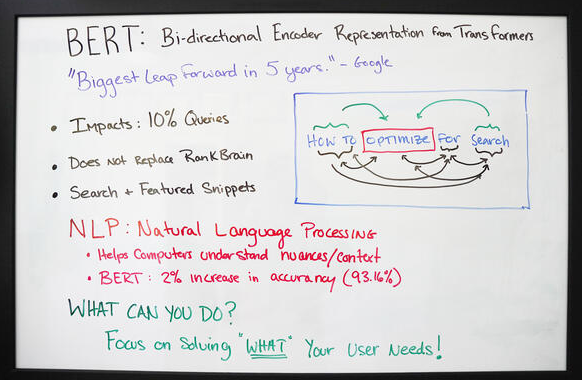 BERT: Bi-directional Encoder Representation from Transformers
"Biggest Leap Forward in 5 years." - Google
• Impacts: 10% Queries
• Does Not Replace RankBrain
• Search + Featured Snippets
How To Optimize For Search
NLP: Natural Language Processing
• Helps Computers understand nuances/context
• BERT: 2% increase in accurancy (93.16%)
What Can You Do?
Focus on Solving "What" Your User Needs!